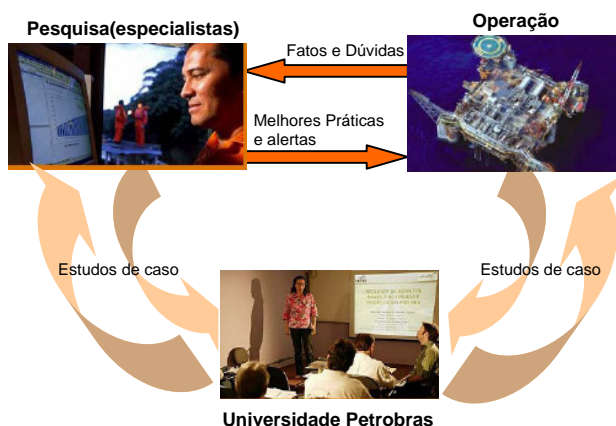 Pesquisa(especialistas)
Operação
Fatos e Dúvidas
Melhores Práticas
e alertas
Estudos de caso
Estudos de caso
Universidade Petrobras